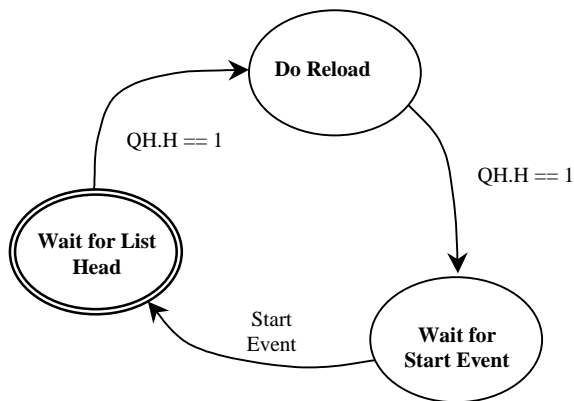 Do Reload
QH.H == 1
QH.H == 1
Wait for List
Head
Start
Event
Wait for
Start Event